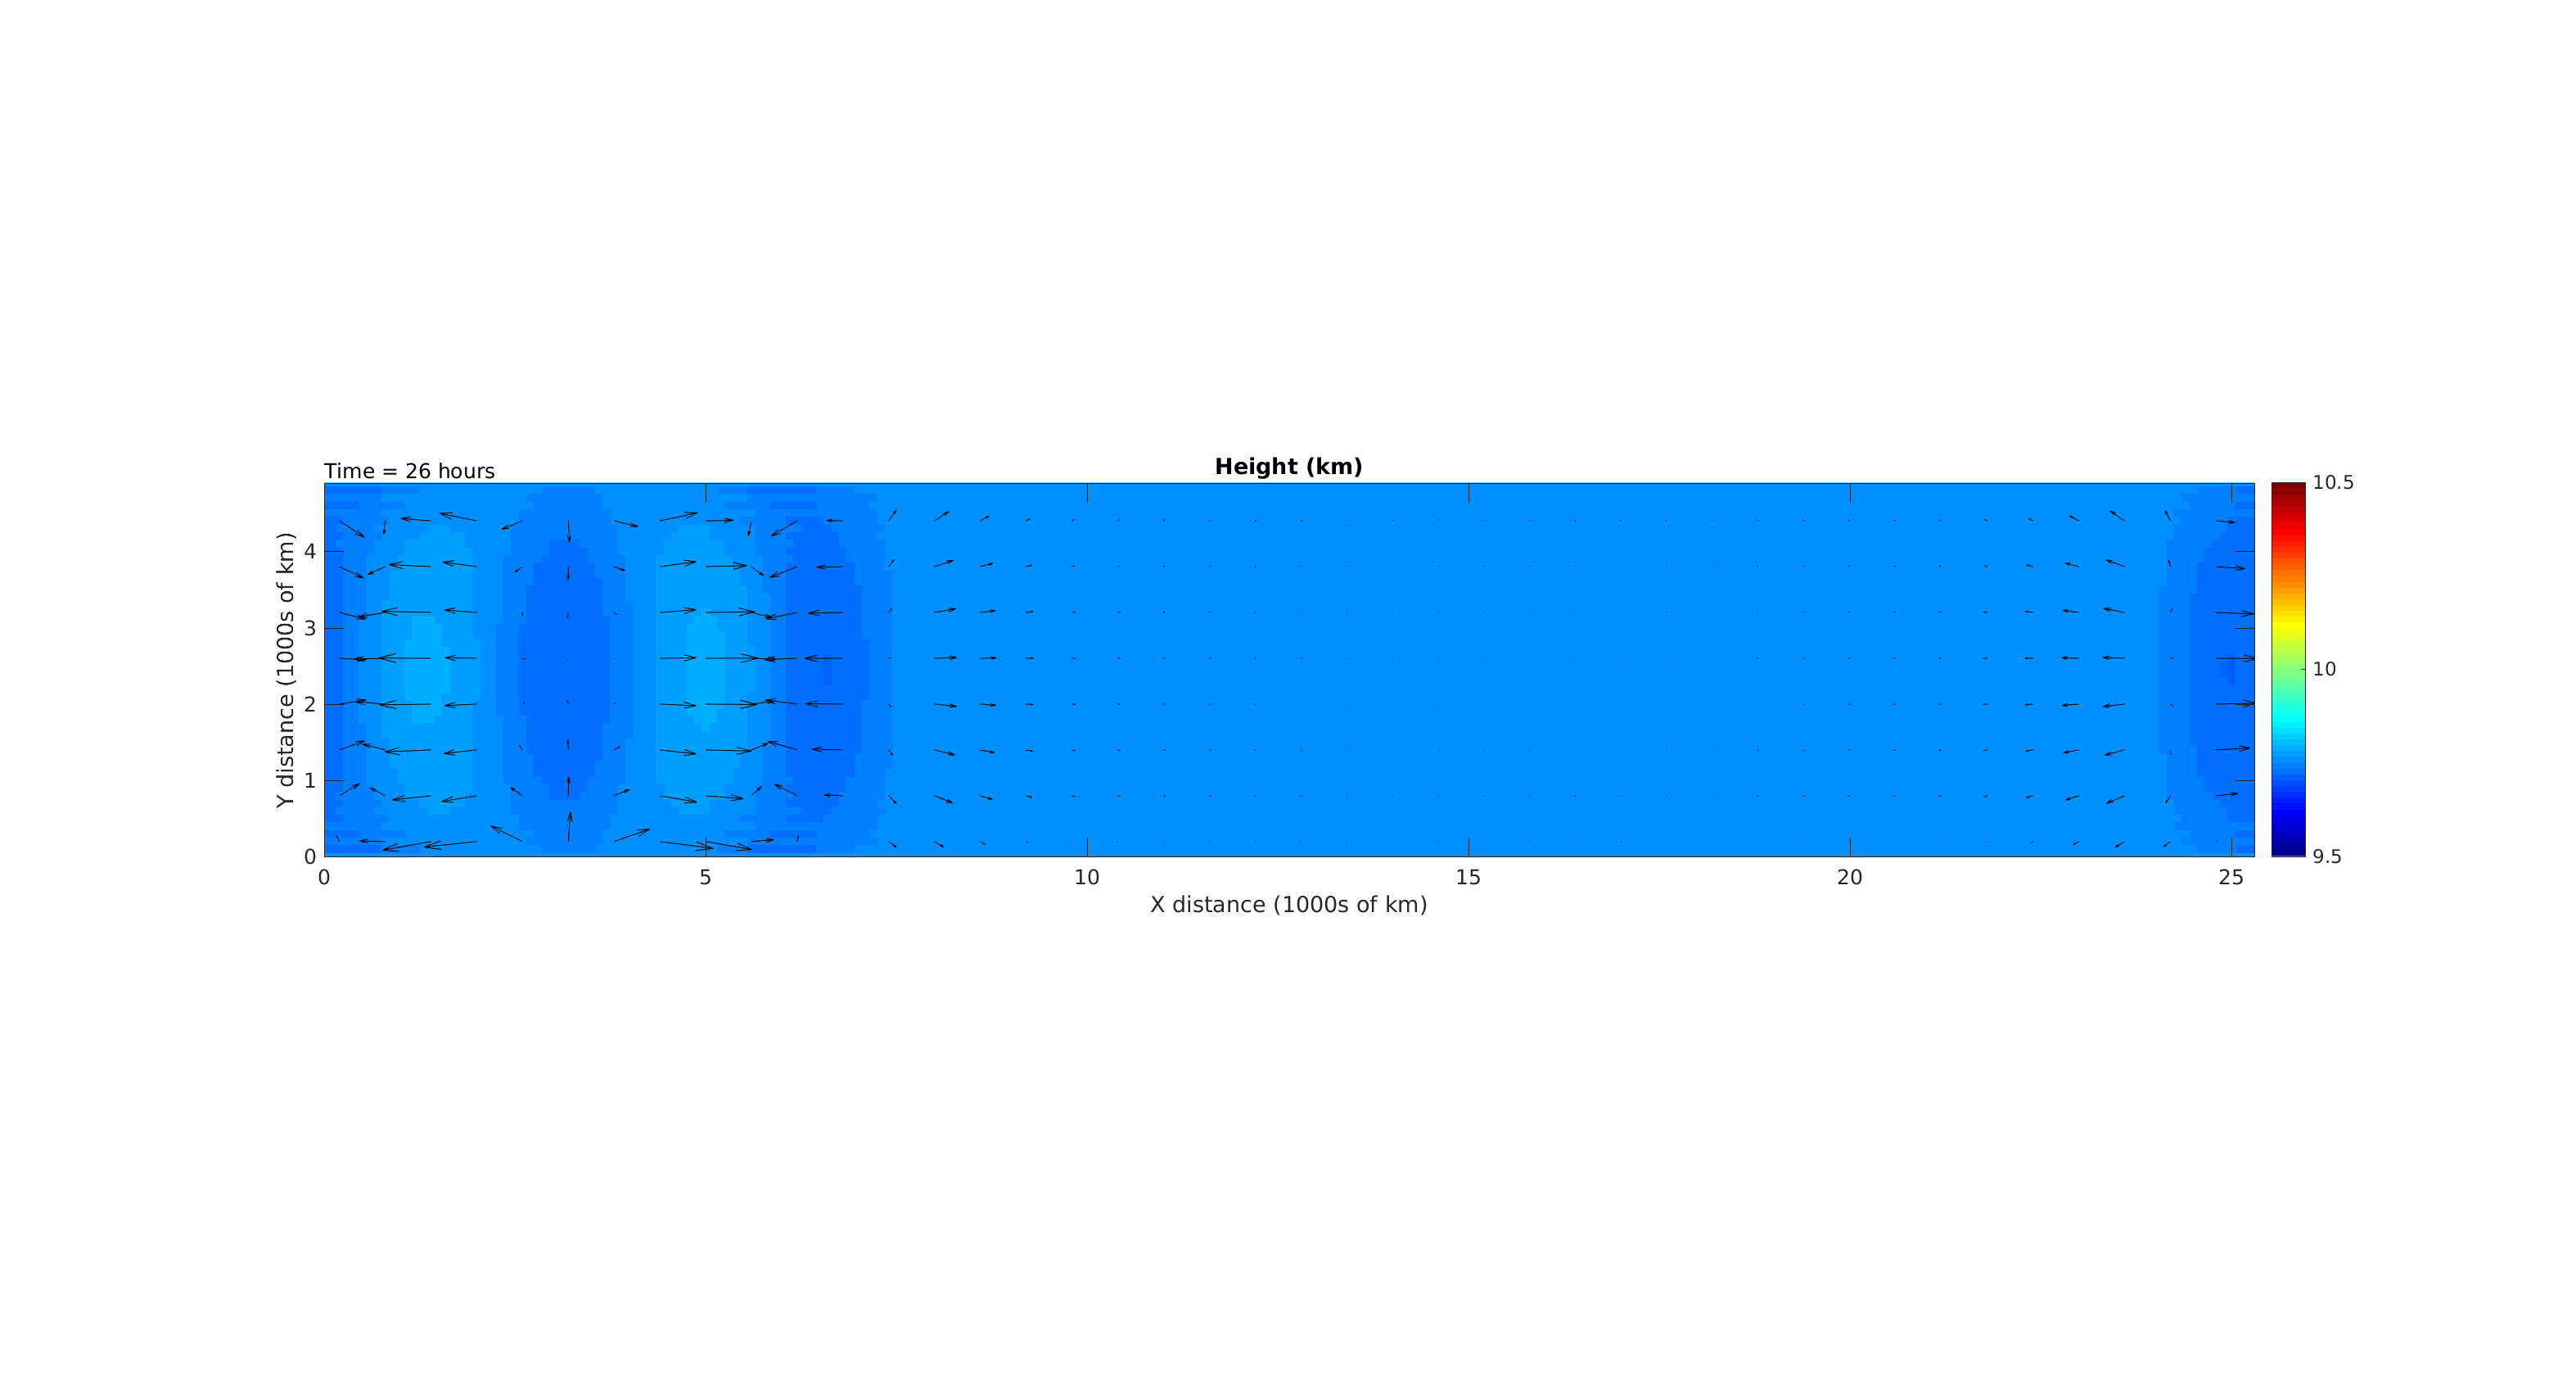 Time = 26 hours
Height (km)
10.5
10
9.5
Y distance (1000s of km)
4
3
2
1
0
0 5 10 15 20 25
X distance (1000s of km)